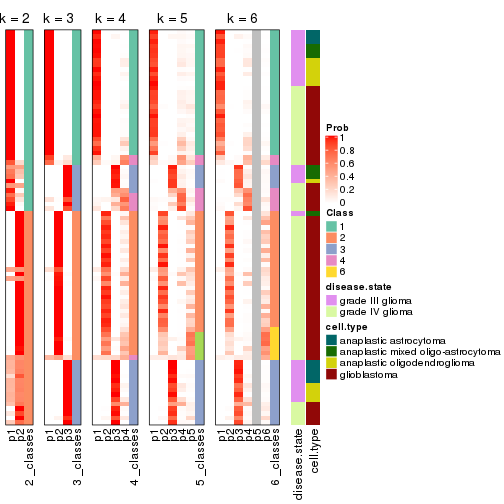 k = 2 k = 3 k = 4 k = 5 k = 6
Prob
1
0.8
0.6
0.4
0.2
0
Class
1
2
3
4
6
disease.state
grade III glioma
grade IV glioma
cell.type
anaplastic astrocytoma
anaplastic mixed oligo-astrocytoma
anaplastic oligodendroglioma
glioblastoma
p1 p2 2_classes p1 p2 p3 3_classes p1 p2 p3 p4 4_classes p1 p2 p3 p4 p5 5_classes p1 p2 p3 p4 p5 p6 6_classes disease.state cell.type